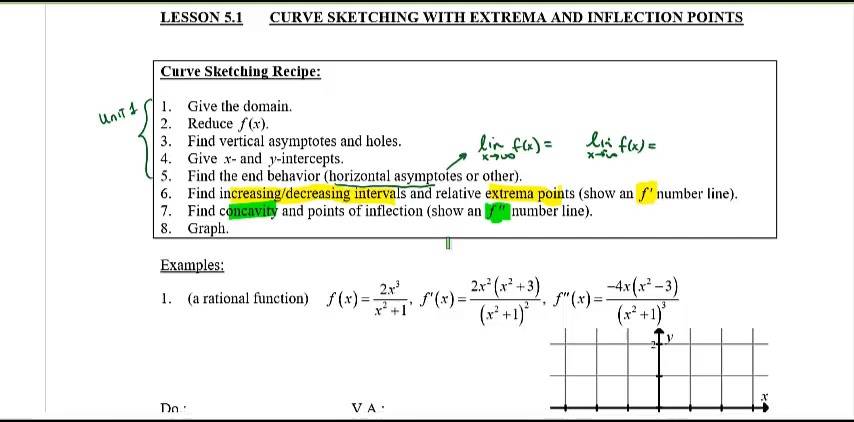 LESSON 5.1 CURVE SKETCHING WITH EXTREMA AND INFLECTION POINTS
Curve Sketching Recipe:
Unit 1
1. Give the domain.
2. Reduce f(x).
3. Find vertical asymptotes and holes.
lim x→∞ f(x) = lim x→-∞ f(x) =
4. Give x- and y-intercepts.
5. Find the end behavior (horizontal asymptotes or other).
6. Find increasing/decreasing intervals and relative extrema points (show an f' number line).
7. Find concavity and points of inflection (show an f" number line).
8. Graph.
Examples:
1. (a rational function) f(x) = 2x³/(x²+1), f'(x) = 2x²(x²+3)/(x²+1)², f"(x) = -4x(x²-3)/(x²+1)³
2 y
x
Do.: V.A.: